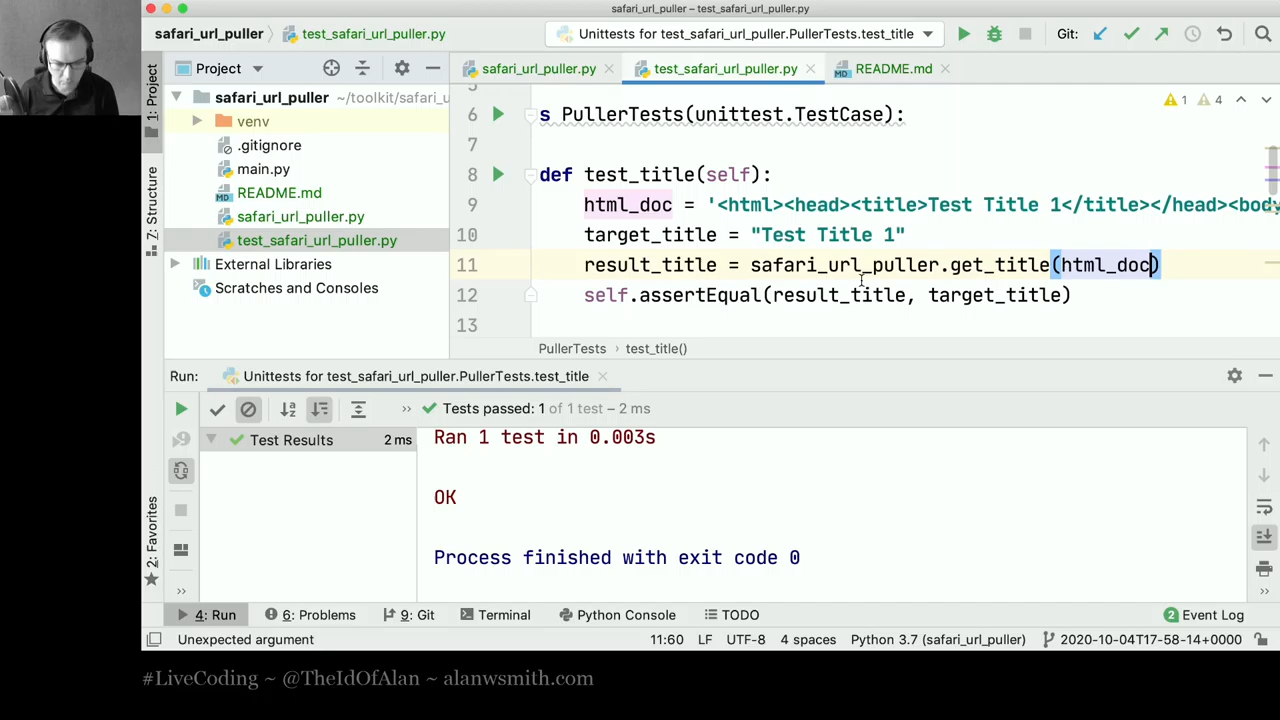 safari_url_puller – test_safari_url_puller.py
safari_url_puller test_safari_url_puller.py Unittests for test_safari_url_puller.PullerTests.test_title Git:
1: Project
Project
safari_url_puller.py test_safari_url_puller.py README.md
safari_url_puller ~/toolkit/safari_u
venv
.gitignore
main.py
README.md
safari_url_puller.py
test_safari_url_puller.py
External Libraries
Scratches and Consoles
7: Structure
5
6 s PullerTests(unittest.TestCase):
1 4
7
8 def test_title(self):
9 html_doc = '<html><head><title>Test Title 1</title></head><body
10 target_title = "Test Title 1"
11 result_title = safari_url_puller.get_title(html_doc)
12 self.assertEqual(result_title, target_title)
13
PullerTests test_title()
Run: Unittests for test_safari_url_puller.PullerTests.test_title
Tests passed: 1 of 1 test – 2 ms
Test Results 2 ms
Ran 1 test in 0.003s
OK
Process finished with exit code 0
2: Favorites
4: Run 6: Problems 9: Git Terminal Python Console TODO 2 Event Log
Unexpected argument 11:60 LF UTF-8 4 spaces Python 3.7 (safari_url_puller) 2020-10-04T17-58-14+0000
#LiveCoding ~ @TheIdOfAlan ~ alanwsmith.com